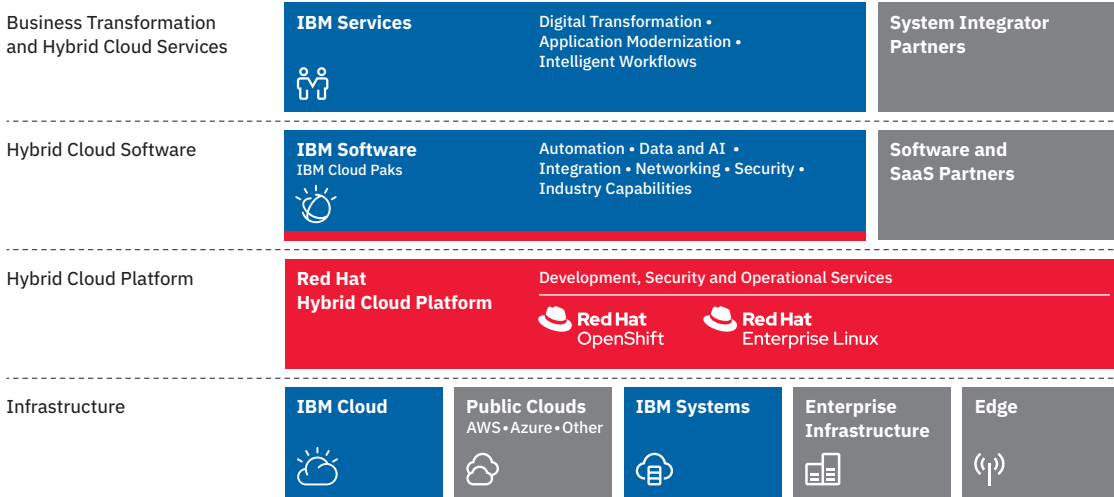 Business Transformation
and Hybrid Cloud Services
IBM Services
Digital Transformation •
Application Modernization •
Intelligent Workflows
System Integrator
Partners
Hybrid Cloud Software
IBM Software
IBM Cloud Paks
Automation • Data and AI •
Integration • Networking • Security •
Industry Capabilities
Software and
SaaS Partners
Hybrid Cloud Platform
Red Hat
Hybrid Cloud Platform
Development, Security and Operational Services
Red Hat
OpenShift
Red Hat
Enterprise Linux
Infrastructure
IBM Cloud
Public Clouds
AWS•Azure•Other
IBM Systems
Enterprise
Infrastructure
Edge